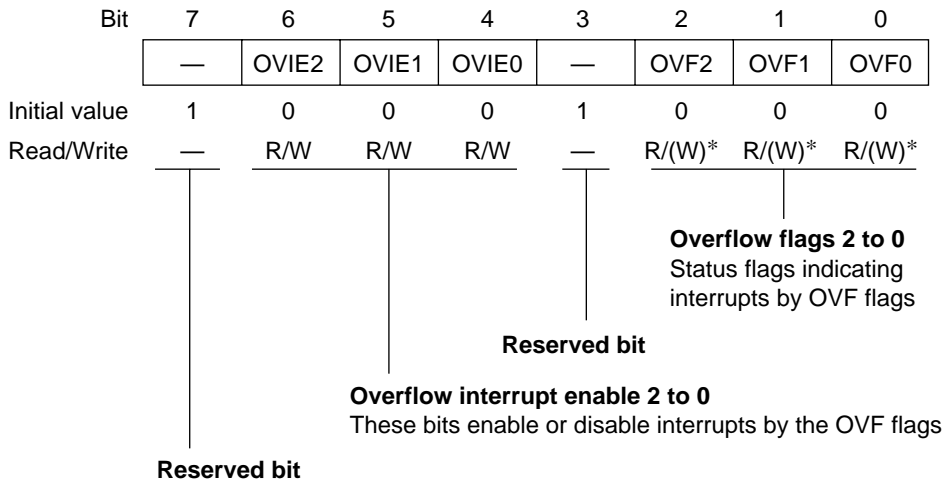 Bit 7 6 5 4 3 2 1 0
— OVIE2 OVIE1 OVIE0 — OVF2 OVF1 OVF0
Initial value 1 0 0 0 1 0 0 0
Read/Write — R/W R/W R/W — R/(W)* R/(W)* R/(W)*
Overflow flags 2 to 0
Status flags indicating
interrupts by OVF flags
Reserved bit
Overflow interrupt enable 2 to 0
These bits enable or disable interrupts by the OVF flags
Reserved bit